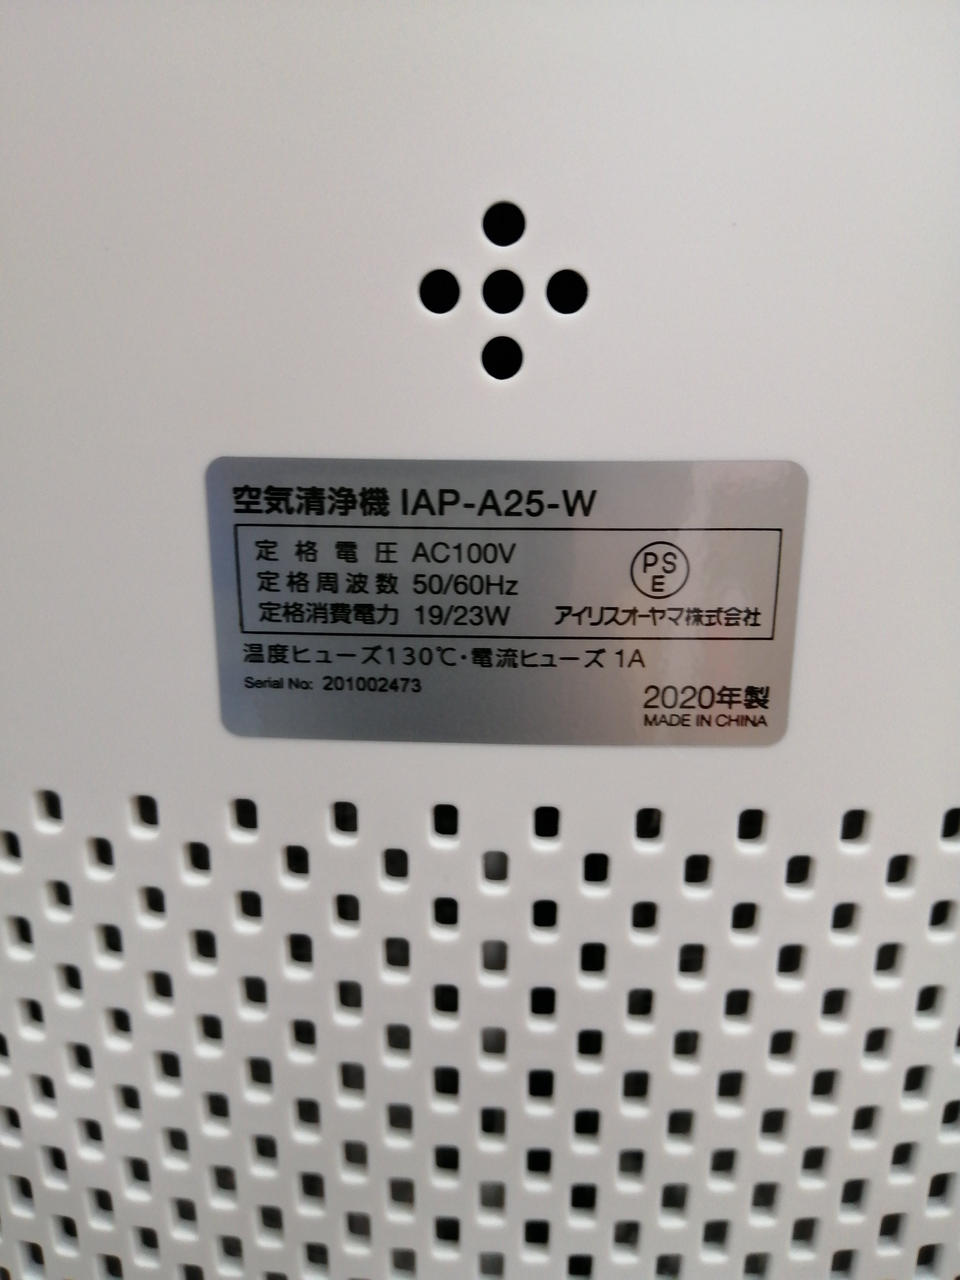 空気清浄機 IAP-A25-W
定格電圧 AC100V
定格周波数 50/60Hz
定格消費電力 19/23W
PS
E
アイリスオーヤマ株式会社
温度ヒューズ130℃・電流ヒューズ 1A
Serial No: 201002473
2020年製
MADE IN CHINA